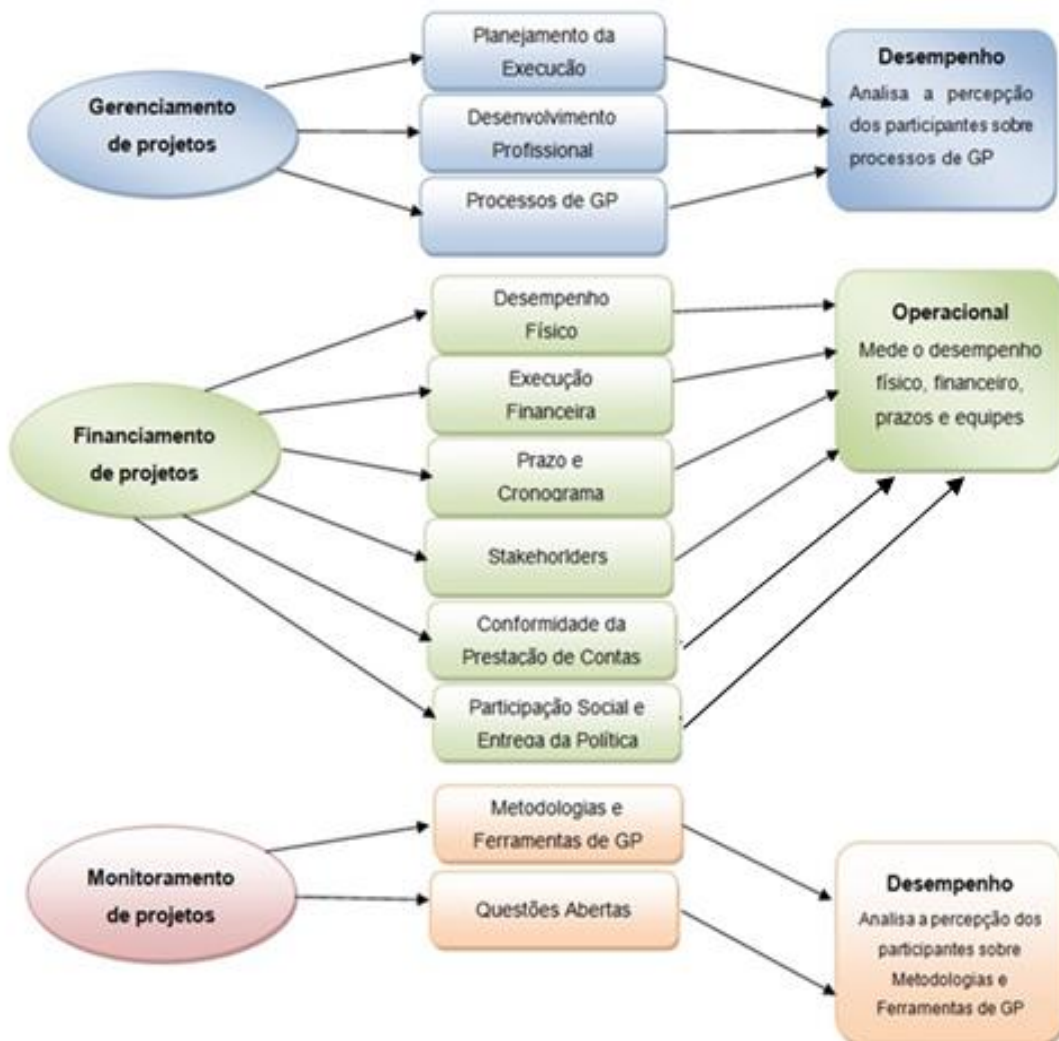 Gerenciamento
de projetos
Planejamento da
Execucão
Desenvolvimento
Profissional
Processos de GP
Desempenho
Analisa a percepção
dos participantes sobre
processos de GP
Financiamento
de projetos
Desempenho
Físico
Execução
Financeira
Prazo e
Cronograma
Stakehorlders
Conformidade da
Prestação de Contas
Participação Social e
Entrega da Política
Operacional
Mede o desempenho
físico, financeiro,
prazos e equipes
Monitoramento
de projetos
Metodologias e
Ferramentas de GP
Questões Abertas
Desempenho
Analisa a percepção dos
participantes sobre
Metodologias e
Ferramentas de GP